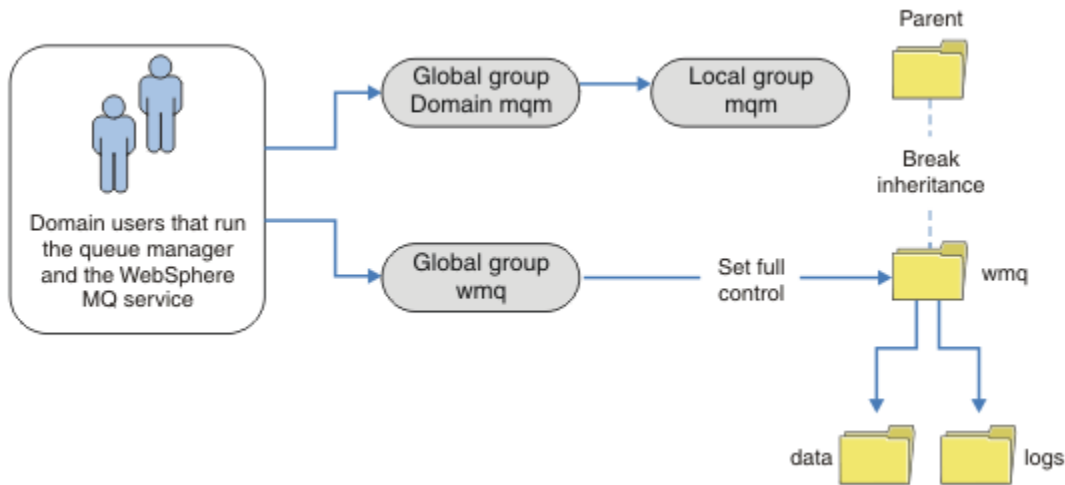 Domain users that run
the queue manager
and the WebSphere
MQ service
Global group
Domain mqm
Local group
mqm
Parent
Break
inheritance
Global group
wmq
Set full
control
wmq
data
logs